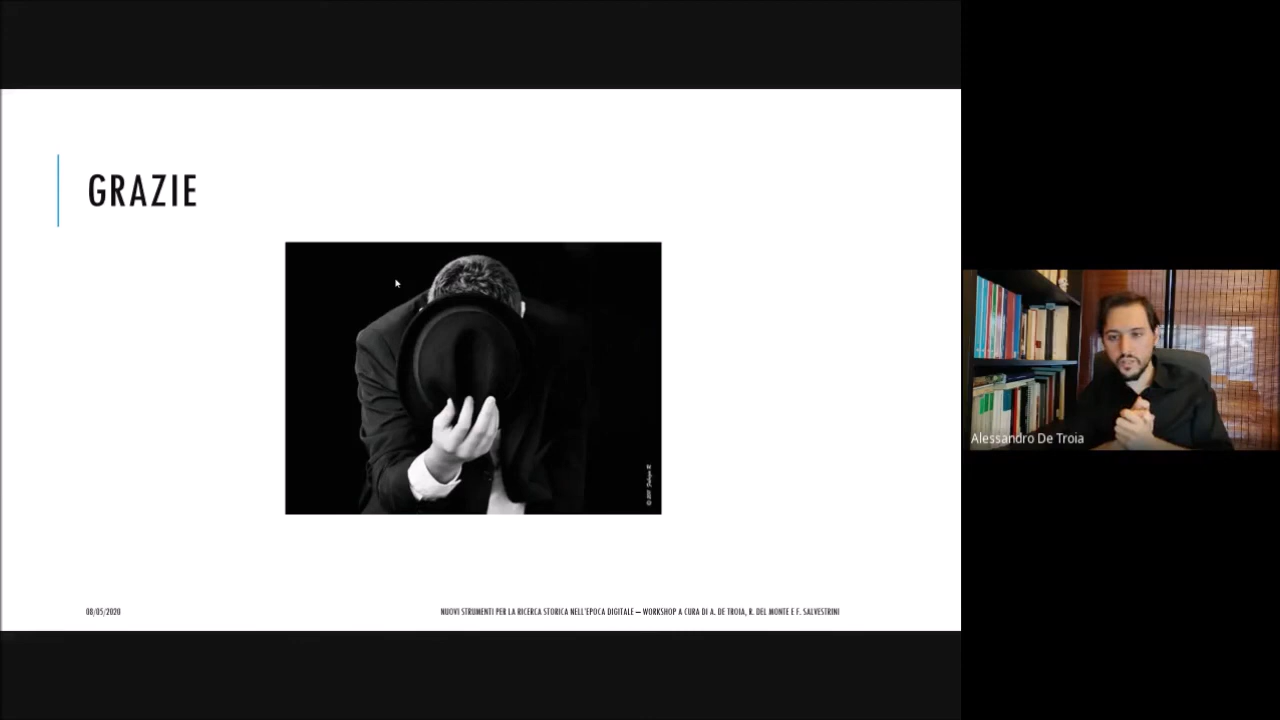 GRAZIE
08/05/2020
NUOVI STRUMENTI PER LA RICERCA STORICA NELL'EPOCA DIGITALE – WORKSHOP A CURA DI A. DE TROIA, R. DEL MONTE E F. SALVESTRINI
Alessandro De Troia